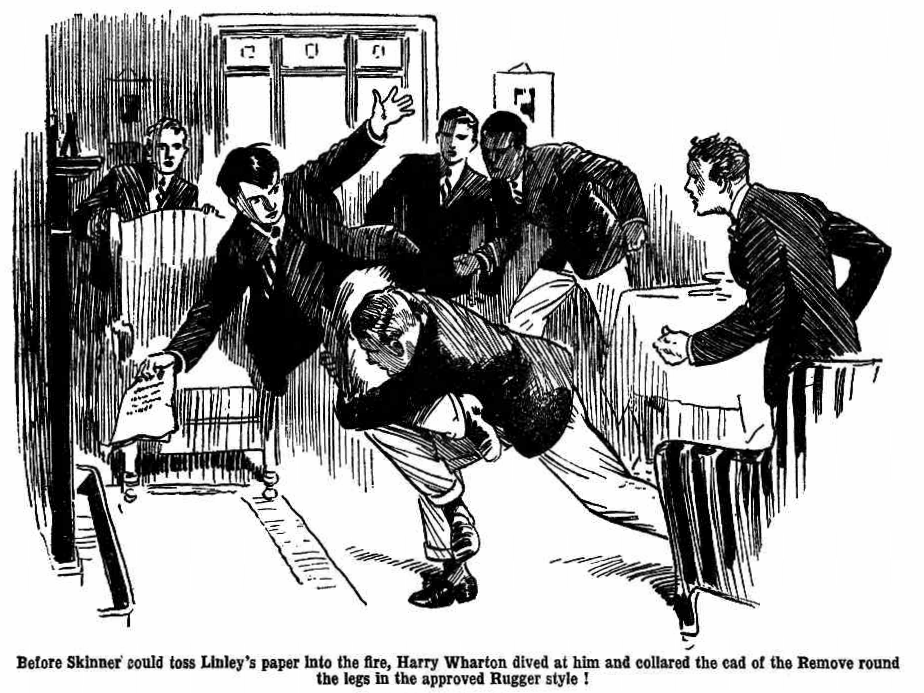 Before Skinner could toss Linley's paper into the fire, Harry Wharton dived at him and collared the cad of the Remove round
the legs in the approved Rugger style !